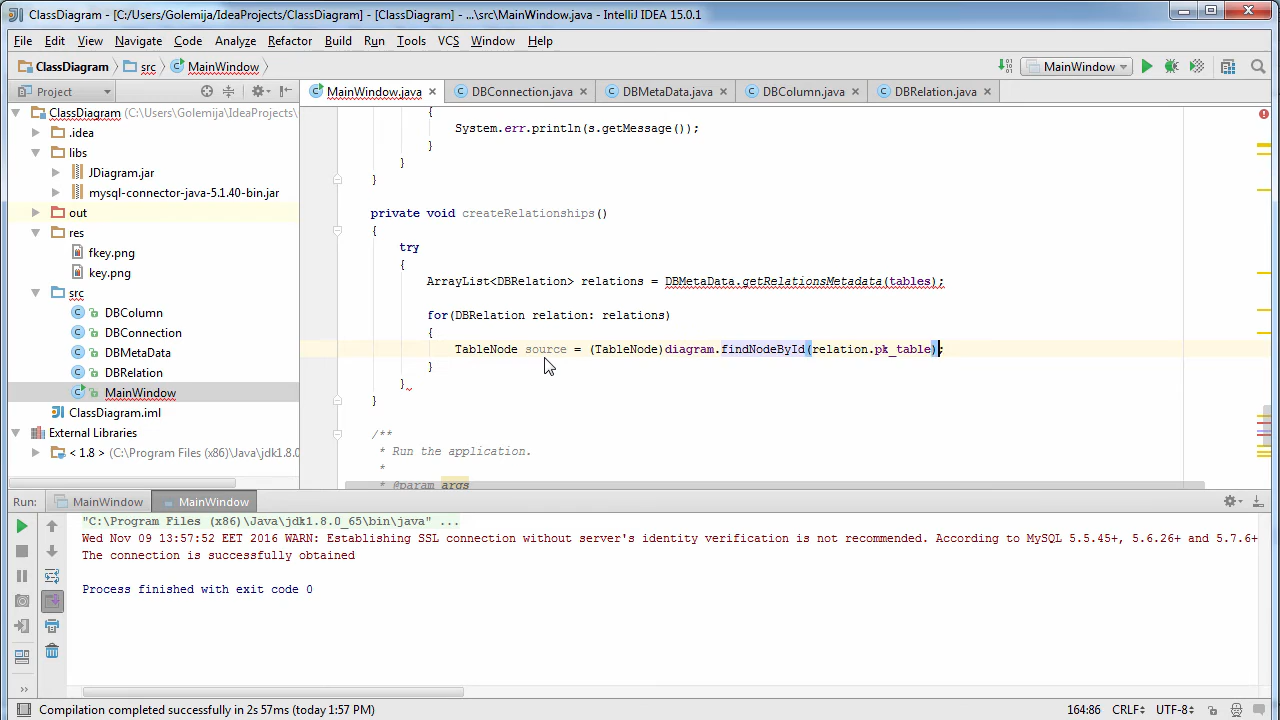 ClassDiagram - [C:/Users/Golemija/IdeaProjects/ClassDiagram] - [ClassDiagram] - ...\src\MainWindow.java - IntelliJ IDEA 15.0.1
File Edit View Navigate Code Analyze Refactor Build Run Tools VCS Window Help
ClassDiagram src MainWindow MainWindow
Project MainWindow.java DBConnection.java DBMetaData.java DBColumn.java DBRelation.java
ClassDiagram (C:\Users\Golemija\IdeaProjects\
.idea
libs
JDiagram.jar
mysql-connector-java-5.1.40-bin.jar
out
res
fkey.png
key.png
src
DBColumn
DBConnection
DBMetaData
DBRelation
MainWindow
ClassDiagram.iml
External Libraries
< 1.8 > (C:\Program Files (x86)\Java\jdk1.8.0
{
System.err.println(s.getMessage());
}
}
}
private void createRelationships()
{
try
{
ArrayList<DBRelation> relations = DBMetaData.getRelationsMetadata(tables);
for(DBRelation relation: relations)
{
TableNode source = (TableNode)diagram.findNodeById(relation.pk_table);
}
}
}
/**
* Run the application.
*
* @param args
Run: MainWindow MainWindow
"C:\Program Files (x86)\Java\jdk1.8.0_65\bin\java" ...
Wed Nov 09 13:57:52 EET 2016 WARN: Establishing SSL connection without server's identity verification is not recommended. According to MySQL 5.5.45+, 5.6.26+ and 5.7.6+
The connection is successfully obtained
Process finished with exit code 0
Compilation completed successfully in 2s 57ms (today 1:57 PM) 164:86 CRLF UTF-8